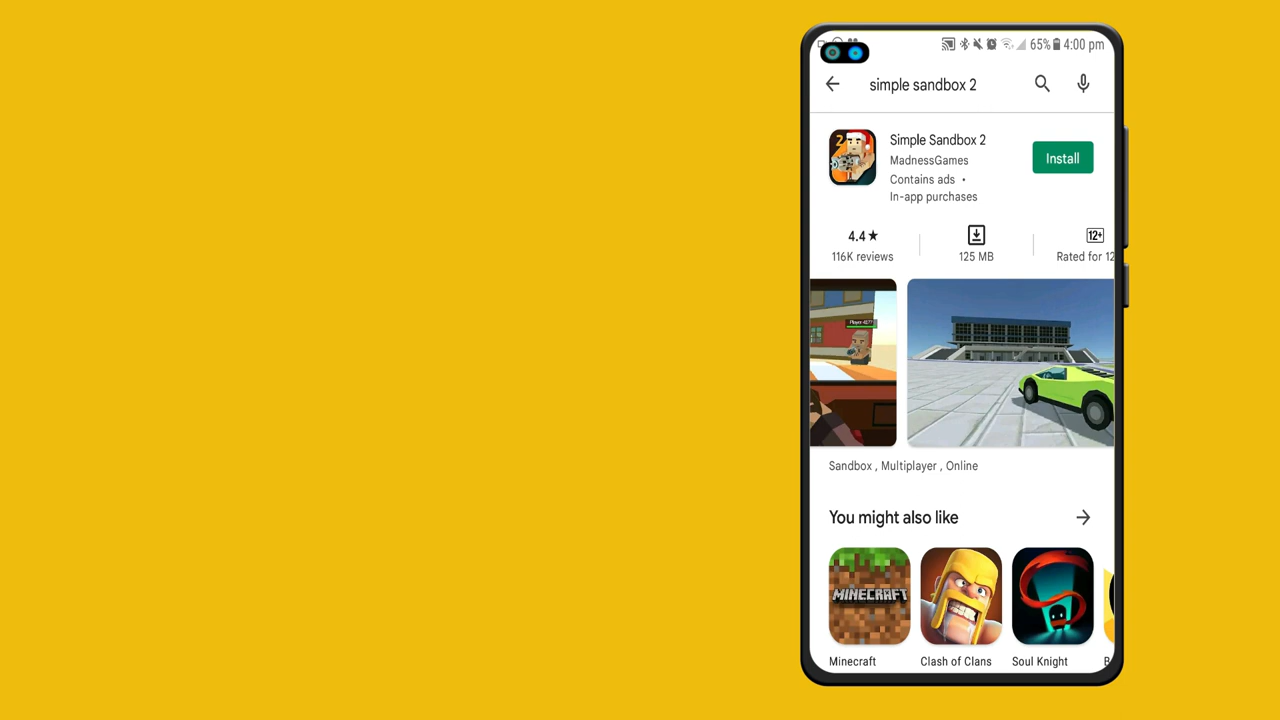 65% 4:00 pm
simple sandbox 2
2
Simple Sandbox 2
MadnessGames
Contains ads •
In-app purchases
Install
4.4★
116K reviews
125 MB
12+
Rated for 12
Sandbox , Multiplayer , Online
You might also like
MINECRAFT
Minecraft
Clash of Clans
Soul Knight